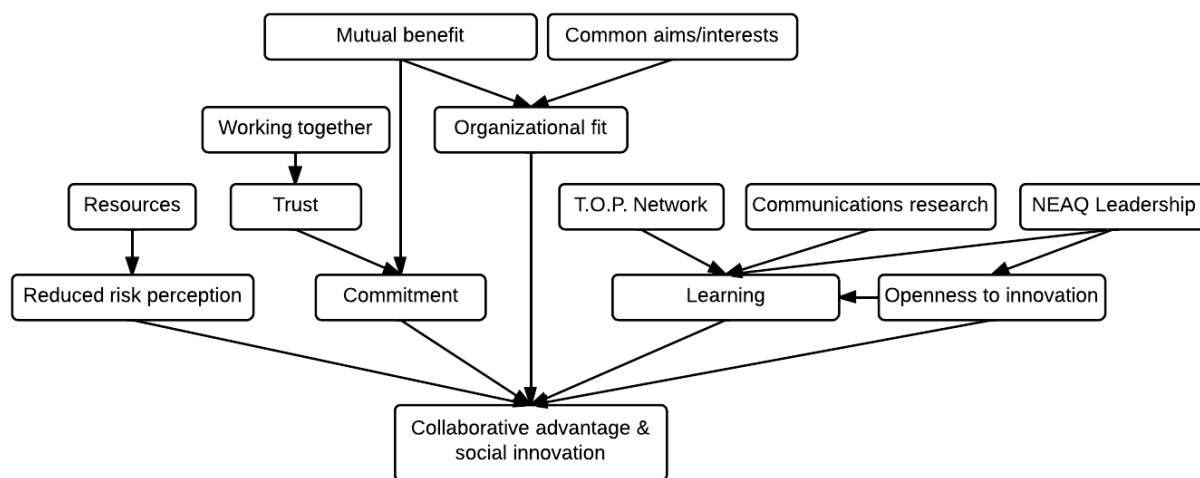 Mutual benefit
Common aims/interests
Working together
Organizational fit
Resources
Trust
T.O.P. Network
Communications research
NEAQ Leadership
Reduced risk perception
Commitment
Learning
Openness to innovation
Collaborative advantage &
social innovation